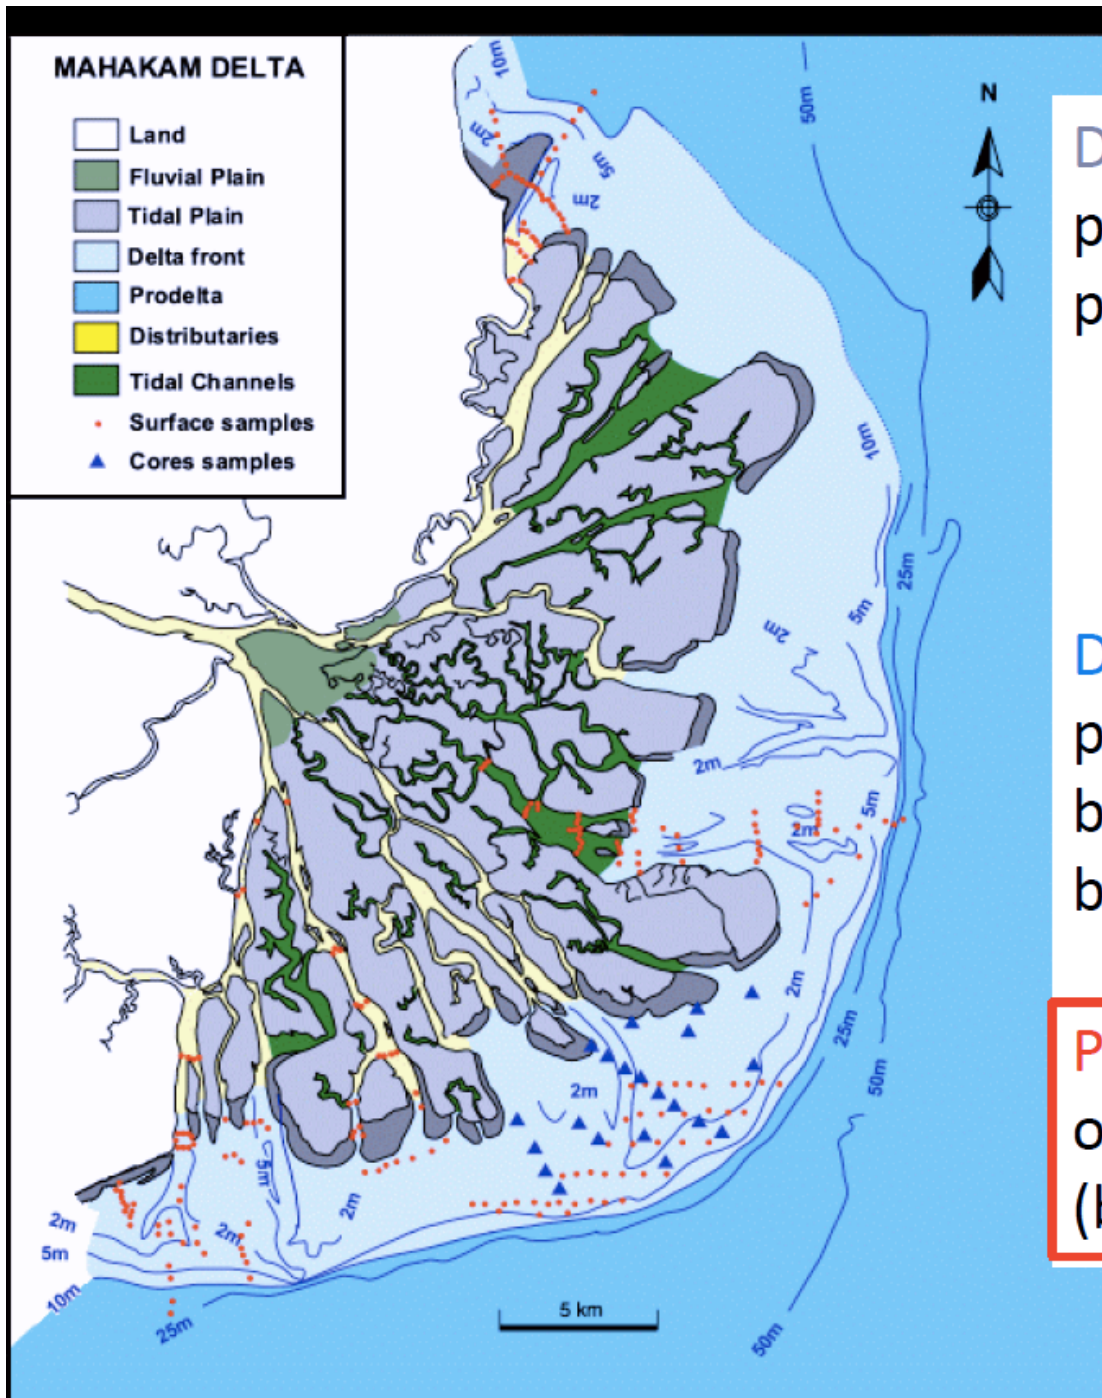 MAHAKAM DELTA
Land
Fluvial Plain
Tidal Plain
Delta front
Prodelta
Distributaries
Tidal Channels
Surface samples
Cores samples
10m
50m
N
2m
5m
2m
10m
25m
5m
2m
2m
5m
2m
2m
25m
50m
2m
5m
2m
2m
2m
5m
10m
25m
50m
5 km
D
p
p
D
p
b
b
P
o
(b